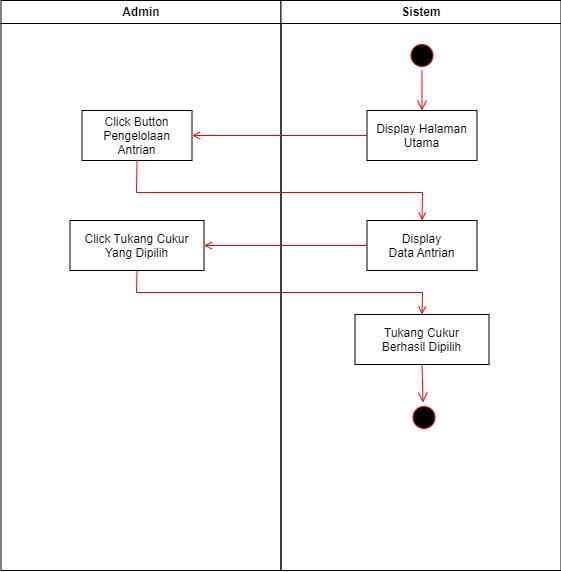 Admin
Sistem
Display Halaman
Utama
Click Button
Pengelolaan
Antrian
Display
Data Antrian
Click Tukang Cukur
Yang Dipilih
Tukang Cukur
Berhasil Dipilih